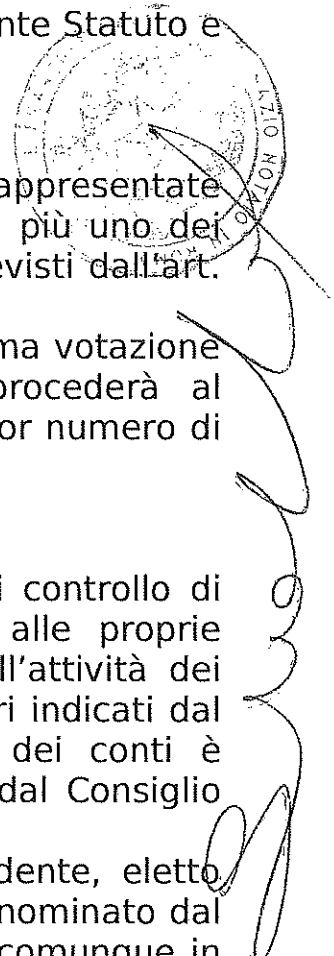 nte Statuto e
appresentate
più uno dei
evisti dall'art.
ma votazione
procederà al
or numero di
i controllo di
alle proprie
ll'attività dei
ri indicati dal
dei conti è
dal Consiglio
dente, eletto
nominato dal
comunque in